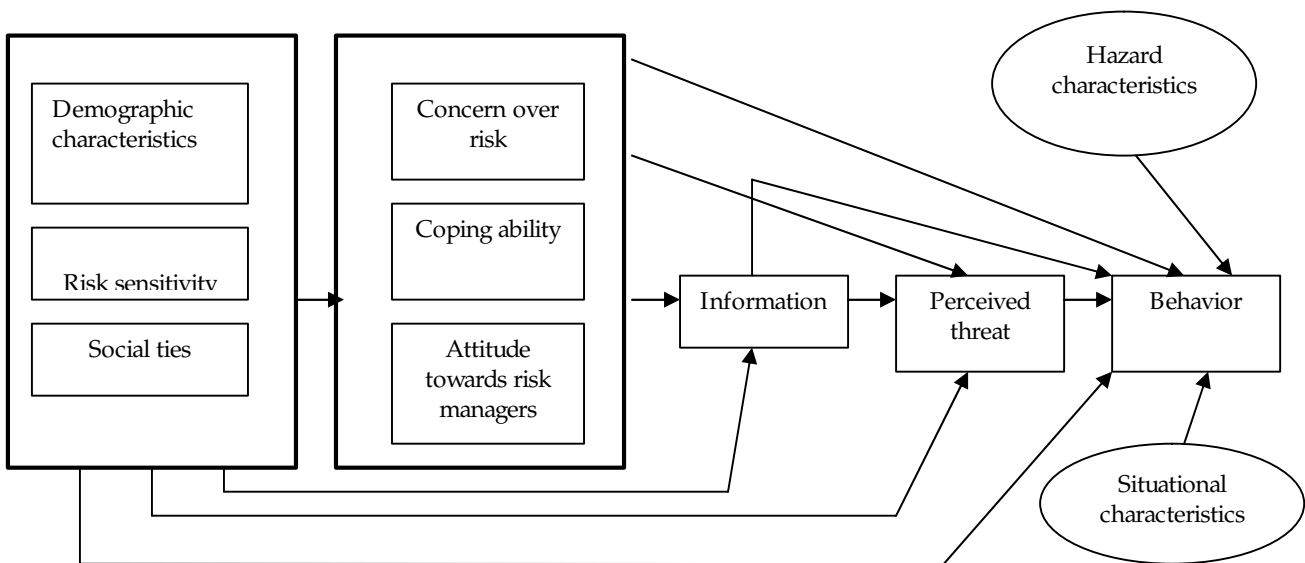 Demographic
characteristics
Risk sensitivity
Social ties
Concern over
risk
Coping ability
Attitude
towards risk
managers
Information
Perceived
threat
Behavior
Hazard
characteristics
Situational
characteristics